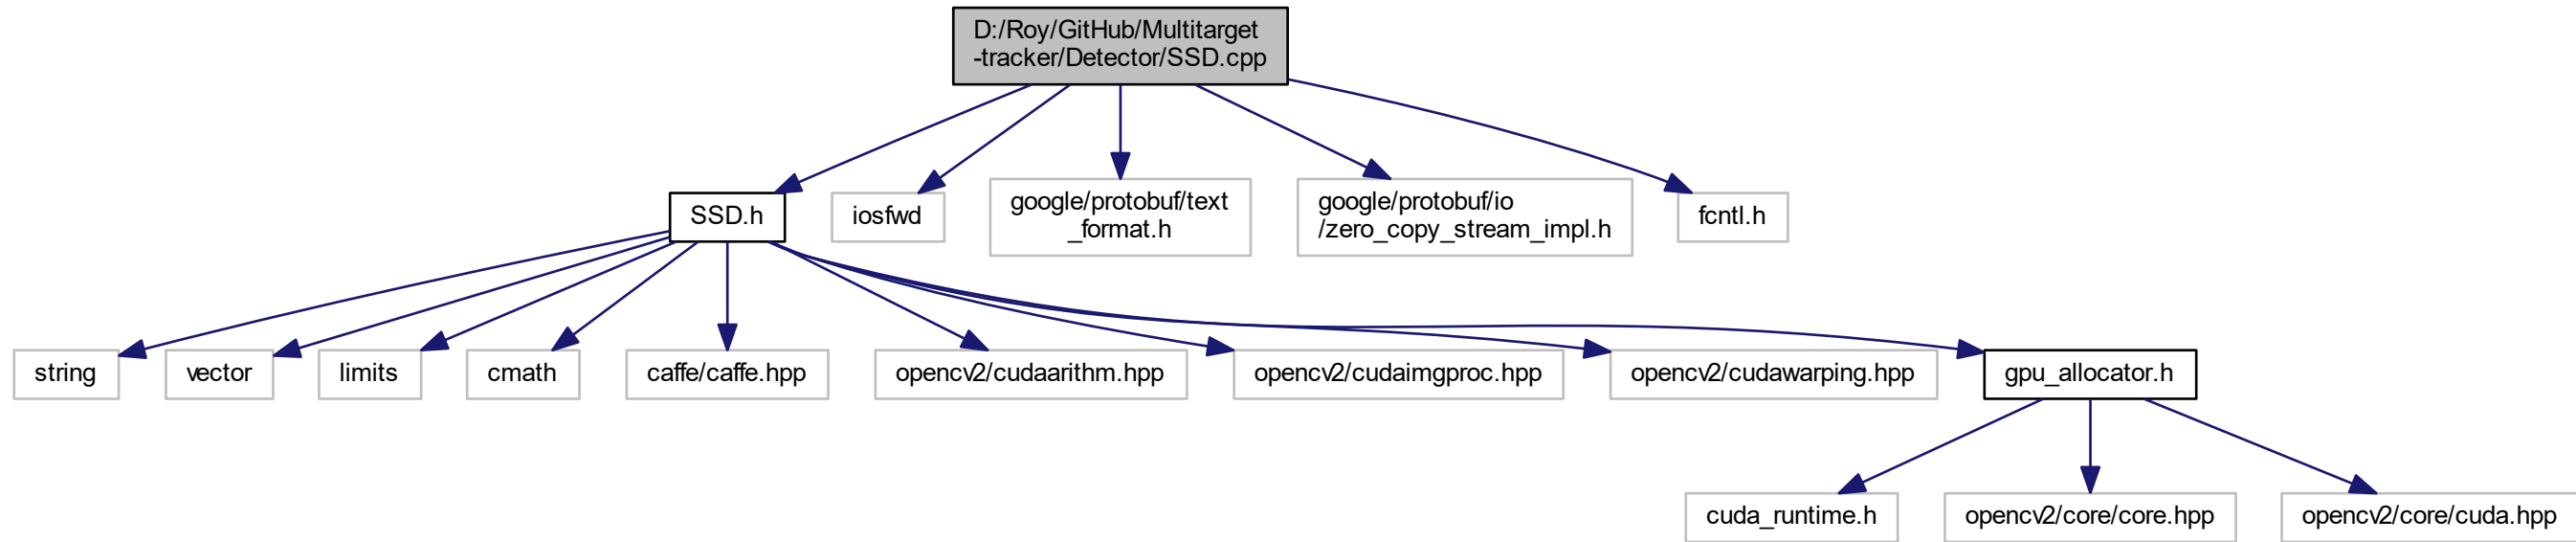 D:/Roy/GitHub/Multitarget
-tracker/Detector/SSD.cpp
SSD.h
iosfwd
google/protobuf/text
_format.h
google/protobuf/io
/zero_copy_stream_impl.h
fcntl.h
string
vector
limits
cmath
caffe/caffe.hpp
opencv2/cudaarithm.hpp
opencv2/cudaimgproc.hpp
opencv2/cudawarping.hpp
gpu_allocator.h
cuda_runtime.h
opencv2/core/core.hpp
opencv2/core/cuda.hpp